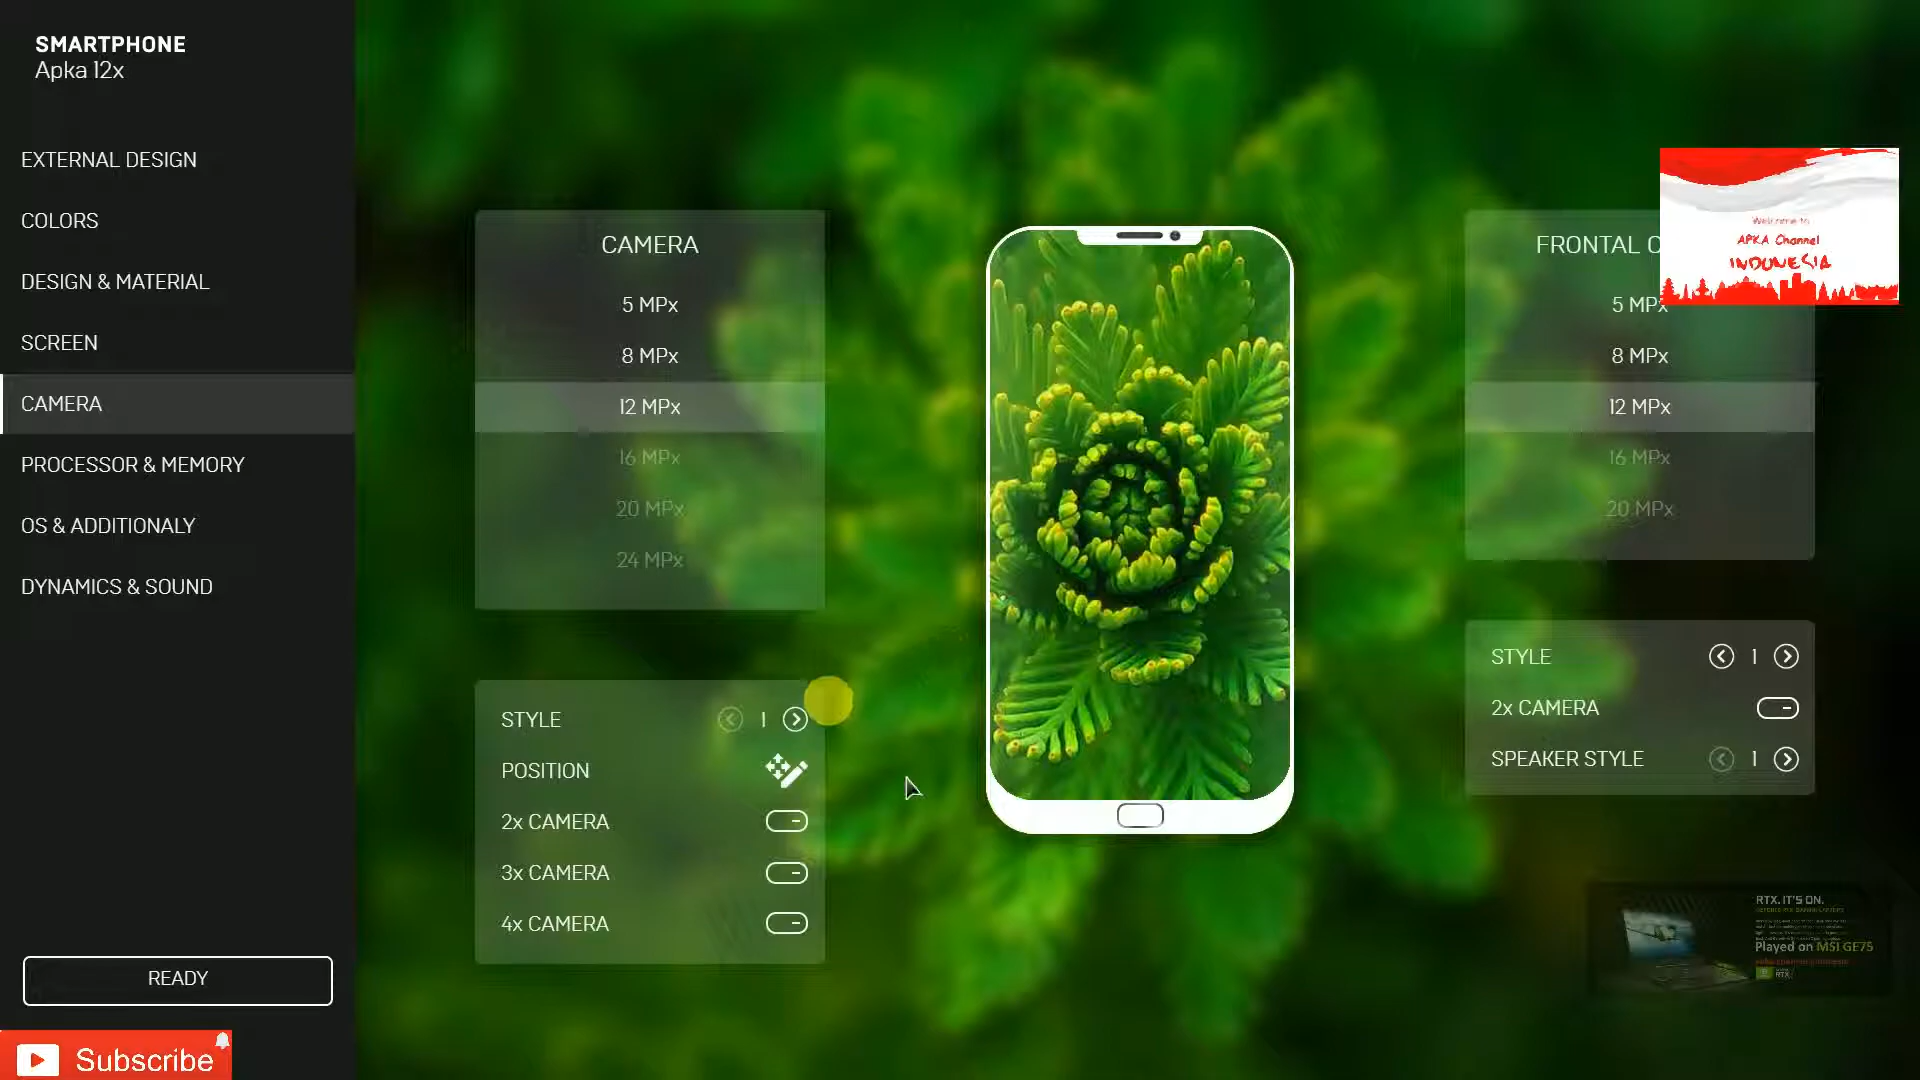 SMARTPHONE
Apka 12x
EXTERNAL DESIGN
COLORS
DESIGN & MATERIAL
SCREEN
CAMERA
PROCESSOR & MEMORY
OS & ADDITIONALY
DYNAMICS & SOUND
READY
Subscribe
CAMERA
5 MPx
8 MPx
12 MPx
16 MPx
20 MPx
24 MPx
STYLE 1
POSITION
2x CAMERA
3x CAMERA
4x CAMERA
FRONTAL
5 MPx
8 MPx
12 MPx
16 MPx
20 MPx
STYLE 1
2x CAMERA
SPEAKER STYLE 1
Welcome to
APKA Channel
INDONESIA
RTX. IT'S ON.
Played on MSI GE75
RTX